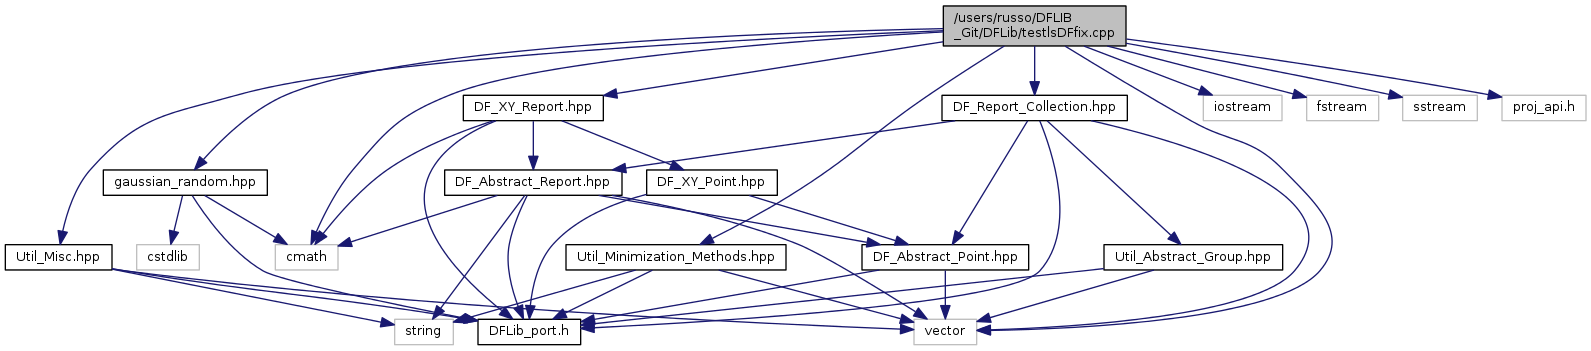 /users/russo/DFLIB
_Git/DFLib/testlsDFfix.cpp
DF_XY_Report.hpp
DF_Report_Collection.hpp
iostream
fstream
sstream
proj_api.h
gaussian_random.hpp
DF_Abstract_Report.hpp
DF_XY_Point.hpp
Util_Misc.hpp
cstdlib
cmath
Util_Minimization_Methods.hpp
DF_Abstract_Point.hpp
Util_Abstract_Group.hpp
string
DFLib_port.h
vector